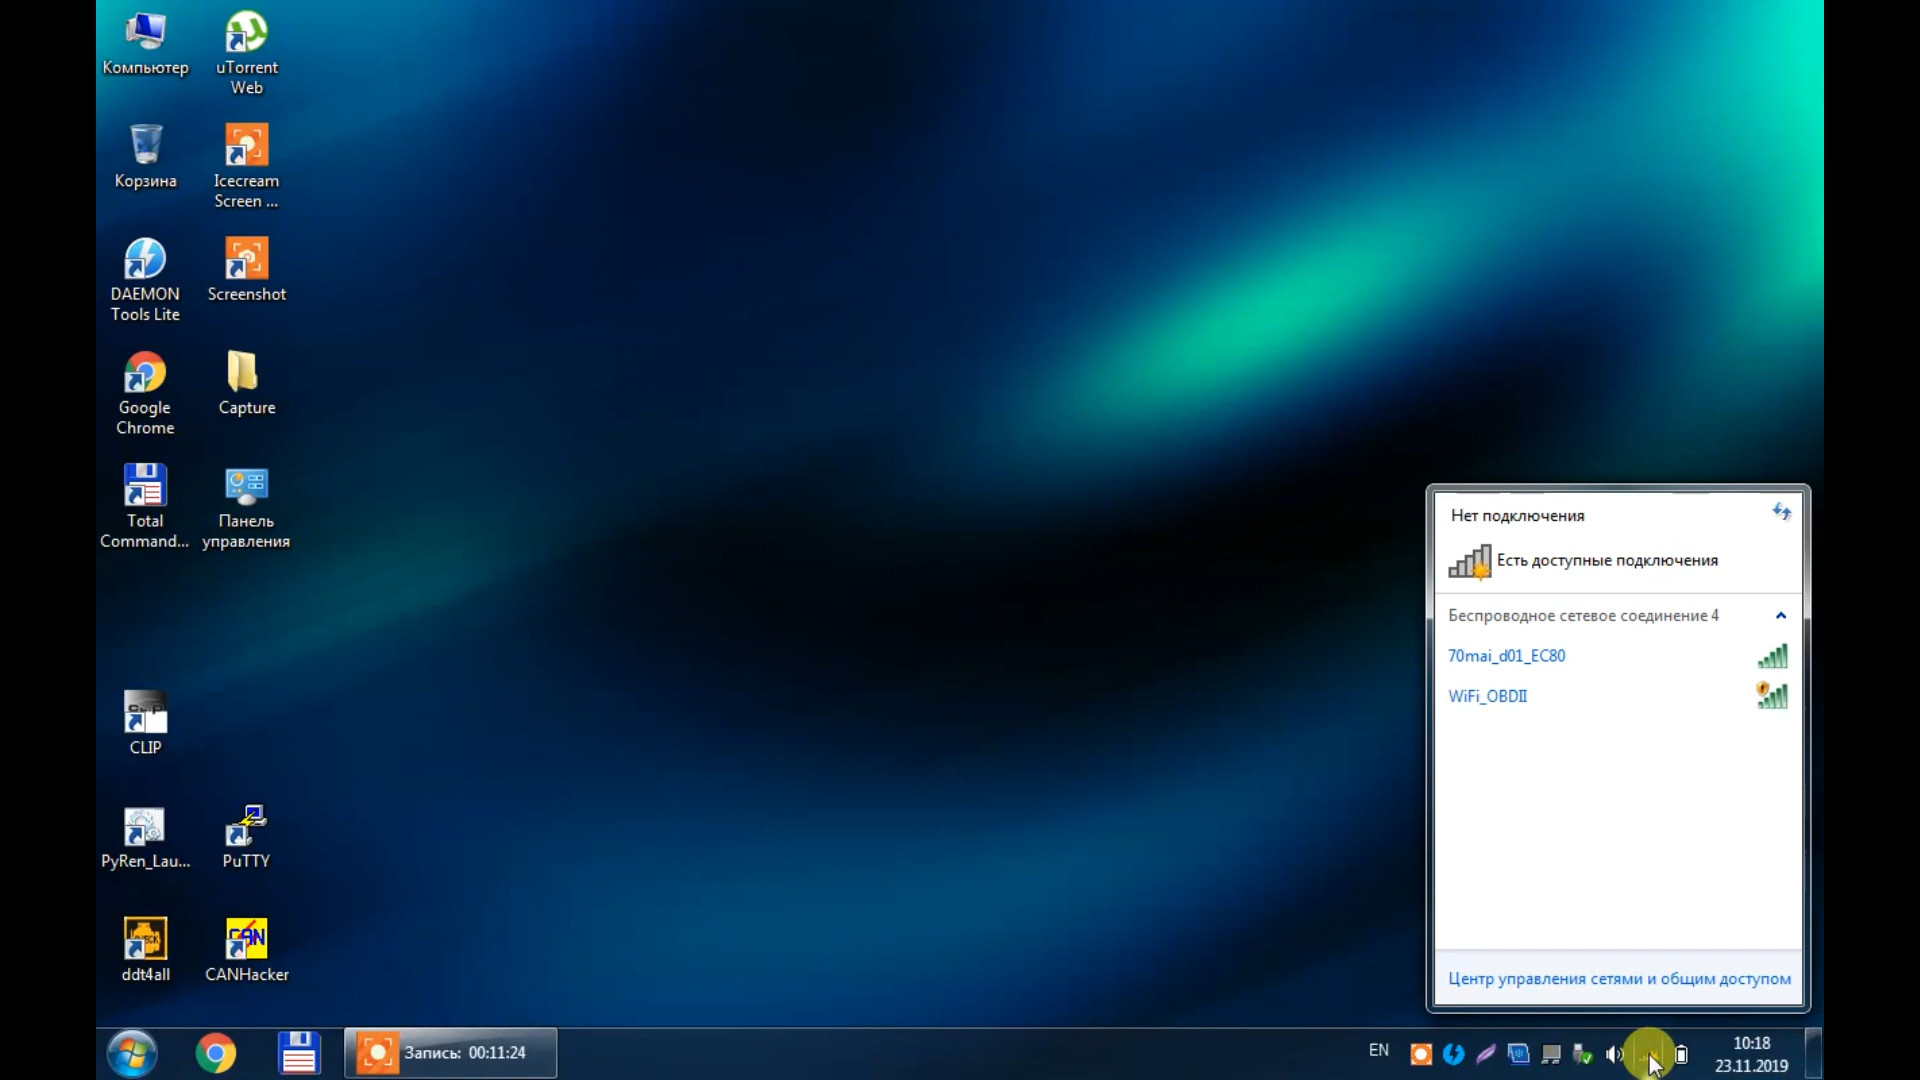 Компьютер
uTorrent
Web
Корзина
Icecream
Screen ...
DAEMON
Tools Lite
Screenshot
Google
Chrome
Capture
Total
Command...
Панель
управления
CLIP
PyRen_Lau...
PuTTY
ddt4all
CAN
CANHacker
Нет подключения
Есть доступные подключения
Беспроводное сетевое соединение 4
70mai_d01_EC80
WiFi_OBDII
Центр управления сетями и общим доступом
Запись: 00:11:24
EN
10:18
23.11.2019